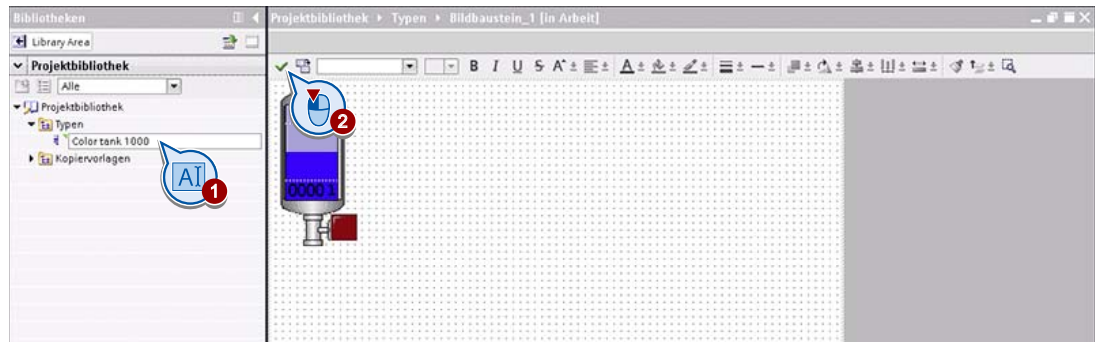 Bibliotheken
Library Area
Projektbibliothek
Alle
Projektbibliothek
Typen
Color tank 1000
Kopiervorlagen
AI
1
Projektbibliothek ▸ Typen ▸ Bildbaustein_1 [in Arbeit]
B I U S A A
2
0000 1